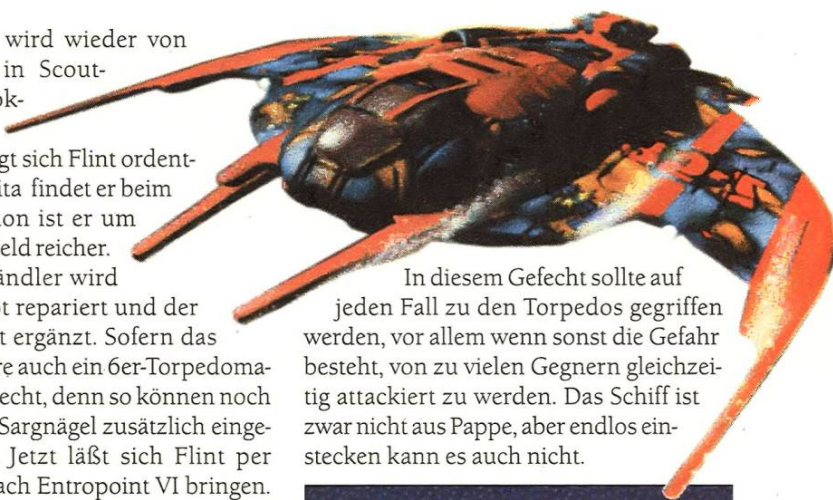 wird wieder von
in Scout-
ok-
gt sich Flint ordent-
ita findet er beim
ion ist er um
eld reicher.
ändler wird
ot repariert und der
t ergänzt. Sofern das
re auch ein 6er-Torpedoma-
echt, denn so können noch
Sargnägel zusätzlich einge-
Jetzt läßt sich Flint per
ach Entropoint VI bringen.
In diesem Gefecht sollte auf
jeden Fall zu den Torpedos gegriffen
werden, vor allem wenn sonst die Gefahr
besteht, von zu vielen Gegnern gleichzei-
tig attackiert zu werden. Das Schiff ist
zwar nicht aus Pappe, aber endlos ein-
stecken kann es auch nicht.